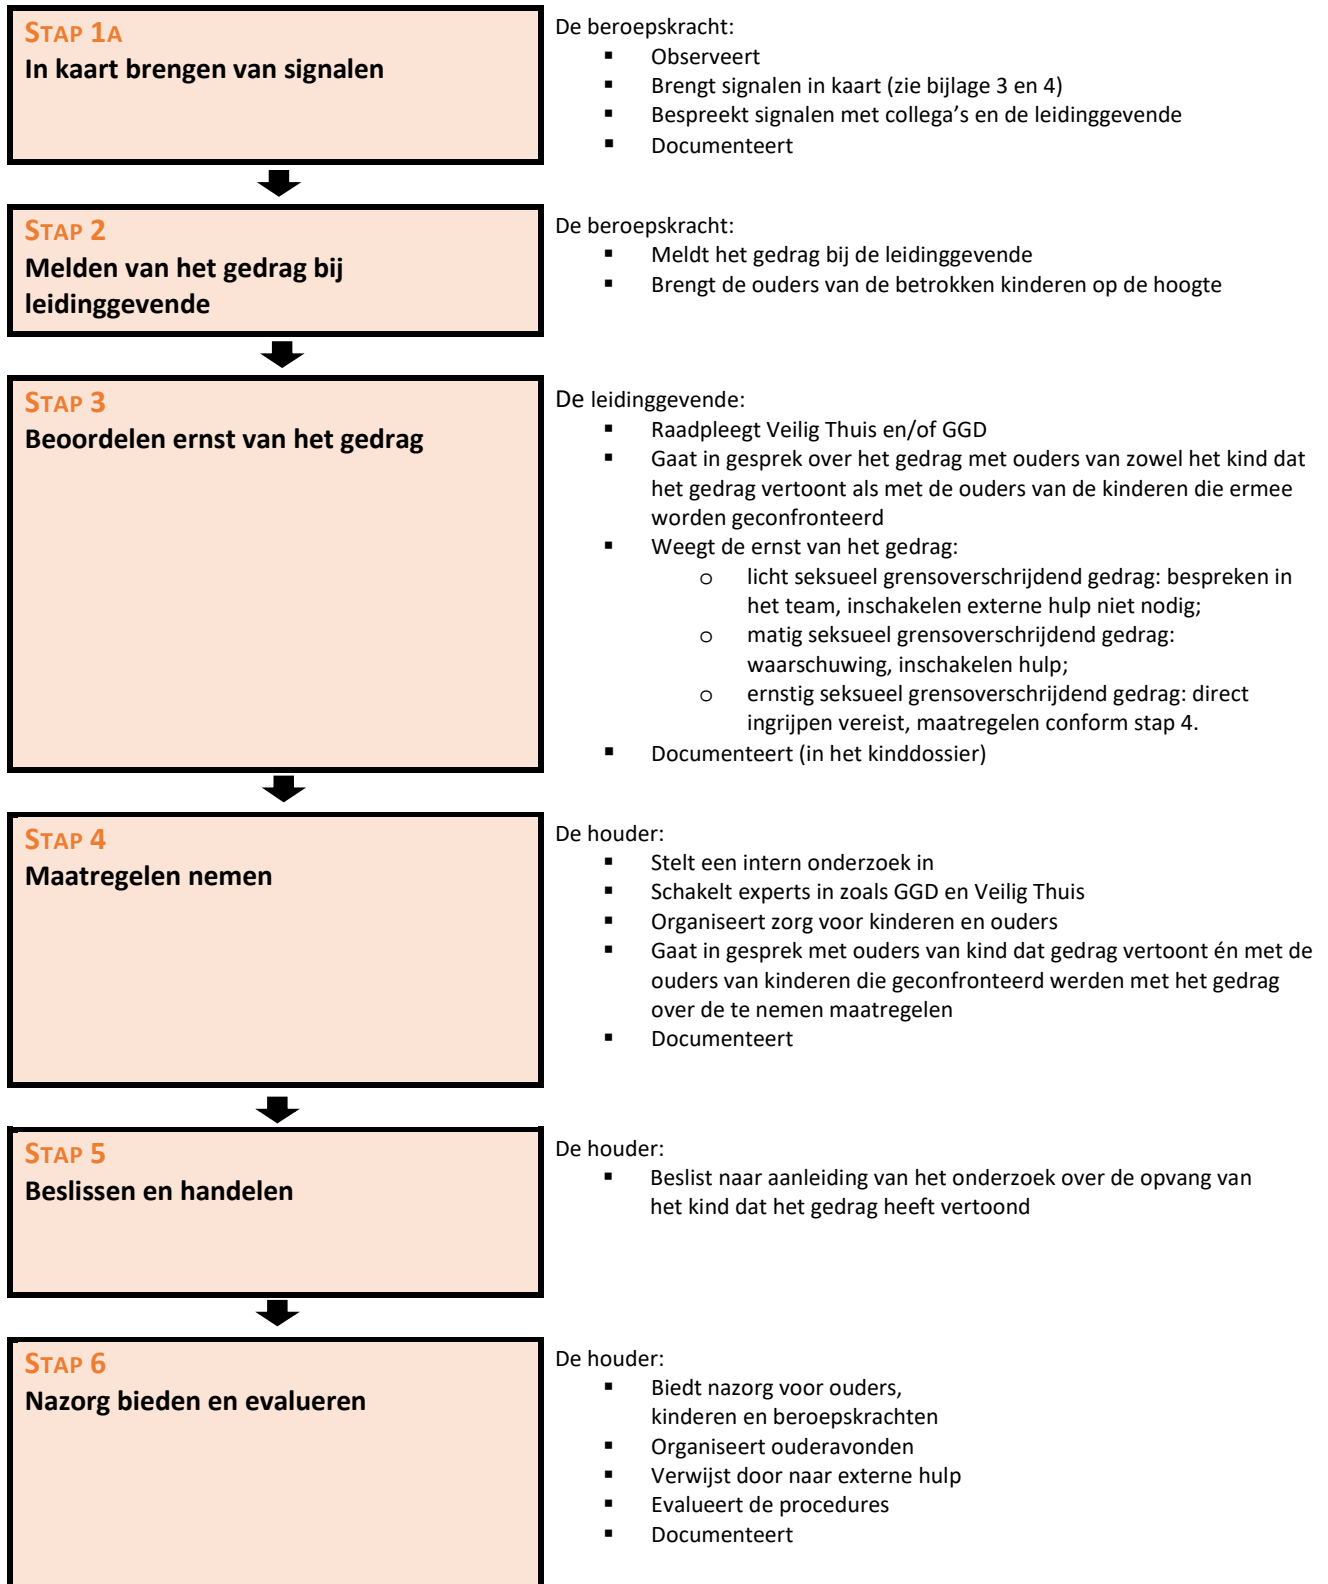 STAP 1A
In kaart brengen van signalen
De beroepskracht:
▪ Observeert
▪ Brengt signalen in kaart (zie bijlage 3 en 4)
▪ Bespreekt signalen met collega’s en de leidinggevende
▪ Documenteert
STAP 2
Melden van het gedrag bij
leidinggevende
De beroepskracht:
▪ Meldt het gedrag bij de leidinggevende
▪ Brengt de ouders van de betrokken kinderen op de hoogte
STAP 3
Beoordelen ernst van het gedrag
De leidinggevende:
▪ Raadpleegt Veilig Thuis en/of GGD
▪ Gaat in gesprek over het gedrag met ouders van zowel het kind dat
het gedrag vertoont als met de ouders van de kinderen die ermee
worden geconfronteerd
▪ Weegt de ernst van het gedrag:
o licht seksueel grensoverschrijdend gedrag: bespreken in
het team, inschakelen externe hulp niet nodig;
o matig seksueel grensoverschrijdend gedrag:
waarschuwing, inschakelen hulp;
o ernstig seksueel grensoverschrijdend gedrag: direct
ingrijpen vereist, maatregelen conform stap 4.
▪ Documenteert (in het kinddossier)
STAP 4
Maatregelen nemen
De houder:
▪ Stelt een intern onderzoek in
▪ Schakelt experts in zoals GGD en Veilig Thuis
▪ Organiseert zorg voor kinderen en ouders
▪ Gaat in gesprek met ouders van kind dat gedrag vertoont én met de
ouders van kinderen die geconfronteerd werden met het gedrag
over de te nemen maatregelen
▪ Documenteert
STAP 5
Beslissen en handelen
De houder:
▪ Beslist naar aanleiding van het onderzoek over de opvang van
het kind dat het gedrag heeft vertoond
STAP 6
Nazorg bieden en evalueren
De houder:
▪ Biedt nazorg voor ouders,
kinderen en beroepskrachten
▪ Organiseert ouderavonden
▪ Verwijst door naar externe hulp
▪ Evalueert de procedures
▪ Documenteert